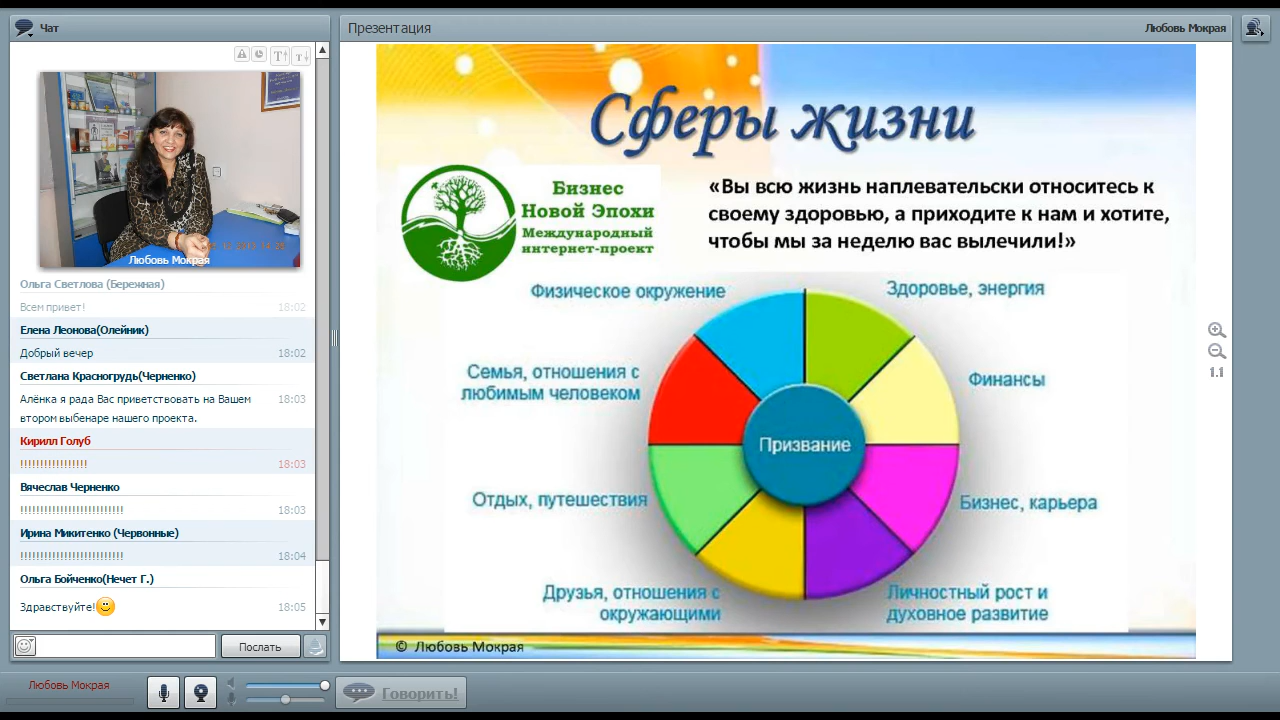 Чат
Любовь Мокрая
Ольга Светлова (Бережная)
Всем привет! 18:02
Елена Леонова(Олейник)
Добрый вечер 18:02
Светлана Красногрудь(Черненко)
Алёнка я рада Вас приветствовать на Вашем 18:03
втором выбенаре нашего проекта.
Кирилл Голуб
!!!!!!!!!!!!!!!!! 18:03
Вячеслав Черненко
!!!!!!!!!!!!!!!!!!!!!!!!!! 18:03
Ирина Микитенко (Червонные)
!!!!!!!!!!!!!!!!!!!!!!!!!! 18:04
Ольга Бойченко(Нечет Г.)
Здравствуйте! 18:05
Послать
Презентация
Любовь Мокрая
Сферы жизни
Бизнес
Новой Эпохи
Международный
интернет-проект
«Вы всю жизнь наплевательски относитесь к
своему здоровью, а приходите к нам и хотите,
чтобы мы за неделю вас вылечили!»
Физическое окружение
Здоровье, энергия
Семья, отношения с
любимым человеком
Финансы
Призвание
Отдых, путешествия
Бизнес, карьера
Друзья, отношения с
окружающими
Личностный рост и
духовное развитие
© Любовь Мокрая
1.1
Любовь Мокрая
Говорить!